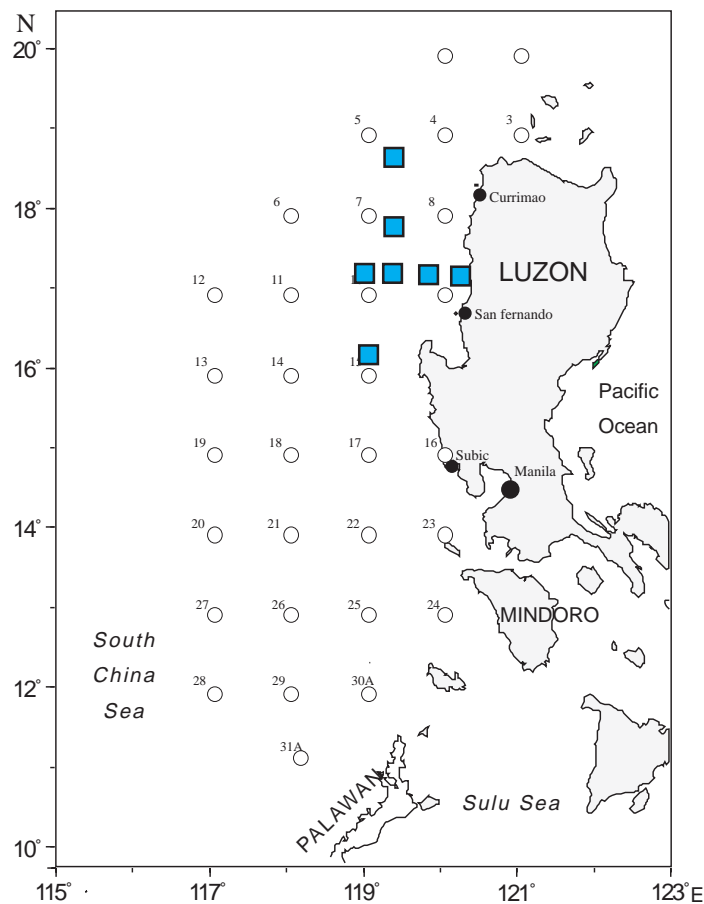 N
20°
5 4 3
18°
Currimao
6 7 8
LUZON
12 11
San fernando
16°
13 14
Pacific
Ocean
19 18 17 16
Subic
Manila
14°
20 21 22 23
27 26 25 24
MINDORO
South
China
Sea
12°
28 29 30A
31A
PALAWAN
Sulu Sea
10°
115° 117° 119° 121° 123° E